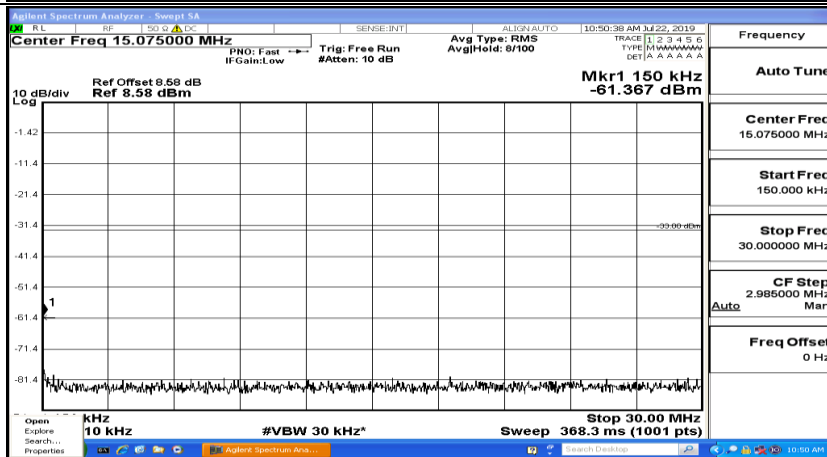 Agilent Spectrum Analyzer - Swept SA
LXI RL RF 50 Ω DC SENSE:INT ALIGN AUTO 10:50:38 AM Jul 22, 2019
Center Freq 15.075000 MHz
PNO: Fast
IFGain:Low
Trig: Free Run
#Atten: 10 dB
Avg Type: RMS
Avg|Hold: 8/100
TRACE 1 2 3 4 5 6
TYPE M
DET A A A A A A
Ref Offset 8.58 dB
Ref 8.58 dBm
10 dB/div
Log
Mkr1 150 kHz
-61.367 dBm
-1.42
-11.4
-21.4
-31.4
-33.00 dBm
-41.4
-51.4
1
-61.4
-71.4
-81.4
kHz
10 kHz
#VBW 30 kHz*
Stop 30.00 MHz
Sweep 368.3 ms (1001 pts)
Frequency
Auto Tune
Center Freq
15.075000 MHz
Start Freq
150.000 kHz
Stop Freq
30.000000 MHz
CF Step
2.985000 MHz
Auto Man
Freq Offset
0 Hz
Open
Explore
Search...
Properties
Agilent Spectrum Ana...
Search Desktop
10:50 AM